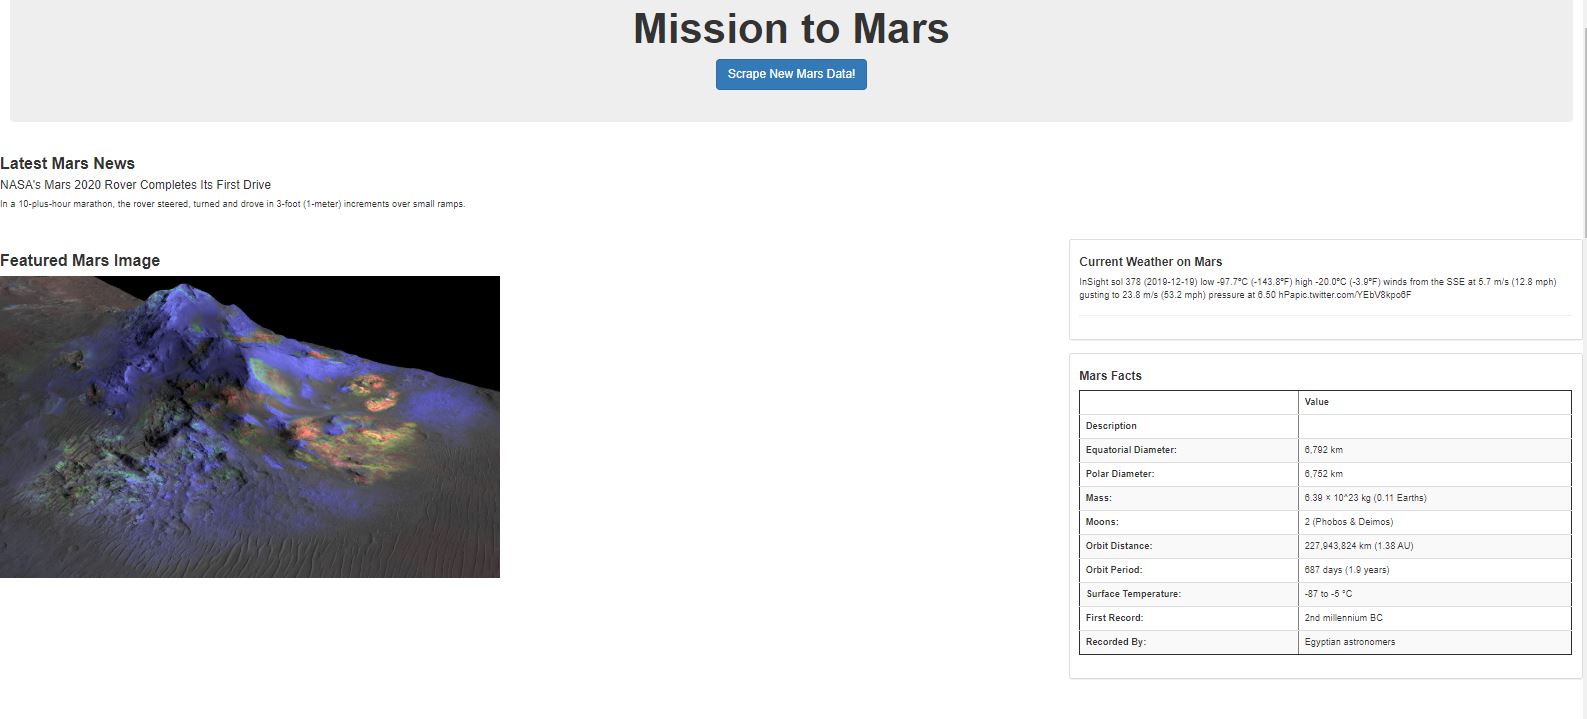 Mission to Mars
Scrape New Mars Data!
Latest Mars News
NASA's Mars 2020 Rover Completes Its First Drive
In a 10-plus-hour marathon, the rover steered, turned and drove in 3-foot (1-meter) increments over small ramps.
Featured Mars Image
Current Weather on Mars
InSight sol 378 (2019-12-19) low -97.7ºC (-143.8ºF) high -20.0ºC (-3.9ºF) winds from the SSE at 5.7 m/s (12.8 mph)
gusting to 23.8 m/s (53.2 mph) pressure at 6.50 hPapic.twitter.com/YEbV8kpo6F
Mars Facts
Value
Description
Equatorial Diameter: 6,792 km
Polar Diameter: 6,752 km
Mass: 6.39 × 10^23 kg (0.11 Earths)
Moons: 2 (Phobos & Deimos)
Orbit Distance: 227,943,824 km (1.38 AU)
Orbit Period: 687 days (1.9 years)
Surface Temperature: -87 to -5 °C
First Record: 2nd millennium BC
Recorded By: Egyptian astronomers